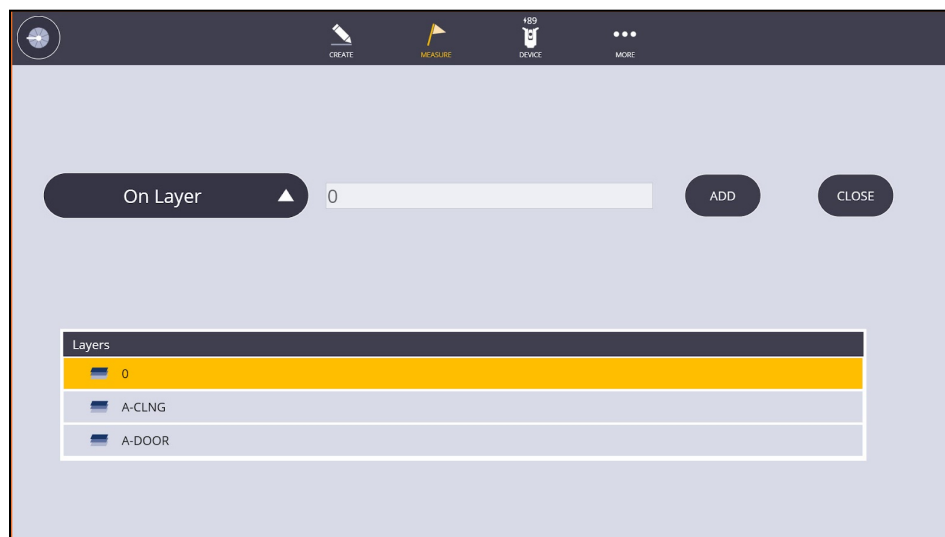 89
CREATE
MEASURE
DEVICE
MORE
On Layer
0
ADD
CLOSE
Layers
0
A-CLNG
A-DOOR